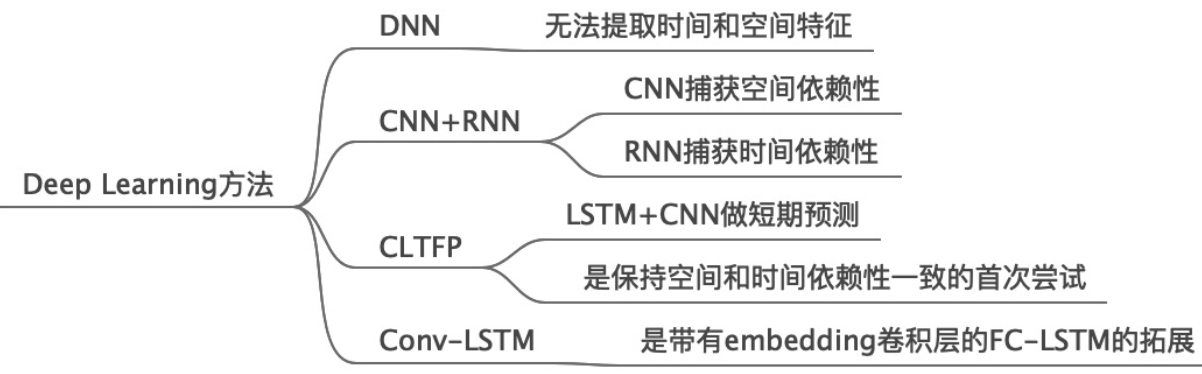 Deep Learning方法
DNN
无法提取时间和空间特征
CNN+RNN
CNN捕获空间依赖性
RNN捕获时间依赖性
CLTFP
LSTM+CNN做短期预测
是保持空间和时间依赖性一致的首次尝试
Conv-LSTM
是带有embedding卷积层的FC-LSTM的拓展